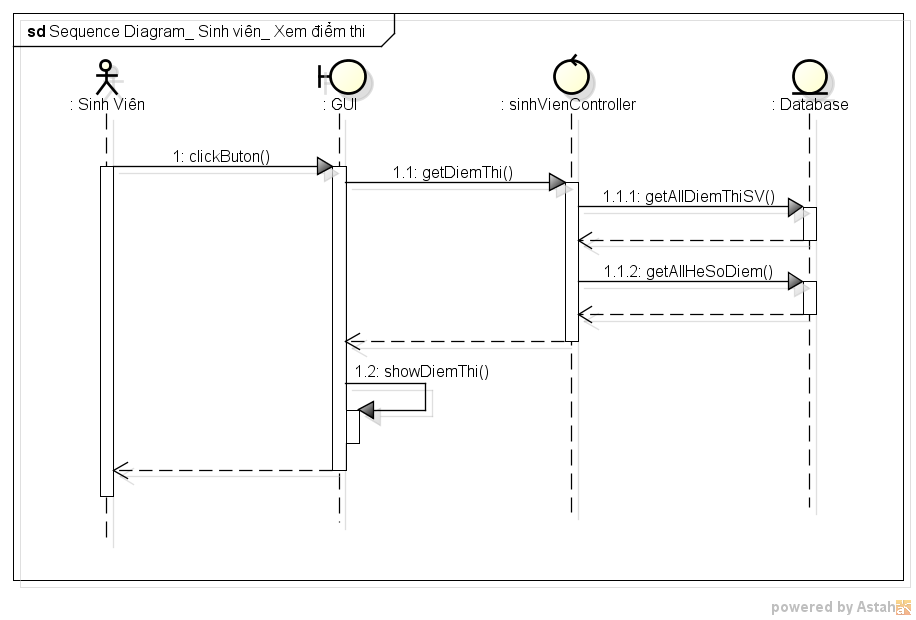 sd Sequence Diagram_ Sinh viên_ Xem điểm thi
: Sinh Viên
: GUI
: sinhVienController
: Database
1: clickButon()
1.1: getDiemThi()
1.1.1: getAllDiemThiSV()
1.1.2: getAllHeSoDiem()
1.2: showDiemThi()
powered by Astah